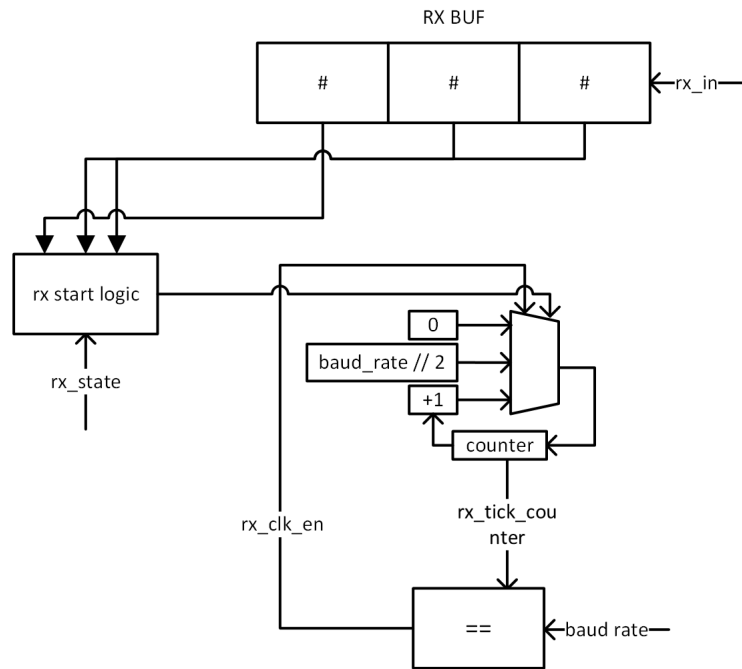 RX BUF
# # #
rx_in
rx start logic
rx_state
0
baud_rate // 2
+1
counter
rx_clk_en
rx_tick_cou
nter
==
baud rate